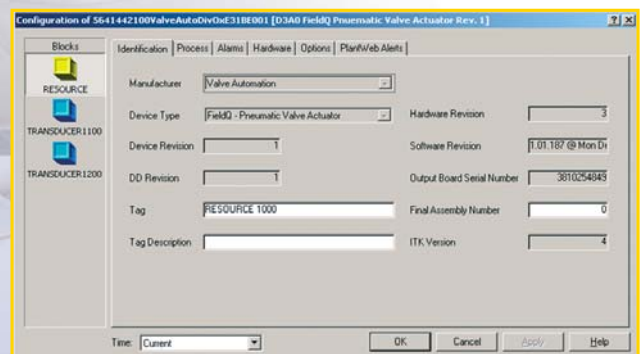 Configuration of 5641442100ValveAutoDivOxE31BE001 [D3A0 FieldQ Pnuematic Valve Actuator Rev. 1]
Blocks
RESOURCE
TRANSDUCER1100
TRANSDUCER1200
Identification Process Alarms Hardware Options PlantWeb Alerts
Manufacturer Valve Automation
Device Type FieldQ - Pneumatic Valve Actuator Hardware Revision 3
Device Revision 1 Software Revision 1.01.187 @ Mon D
DD Revision 1 Output Board Serial Number 3810254849
Tag RESOURCE 1000 Final Assembly Number 0
Tag Description ITK Version 4
Time: Current OK Cancel Apply Help